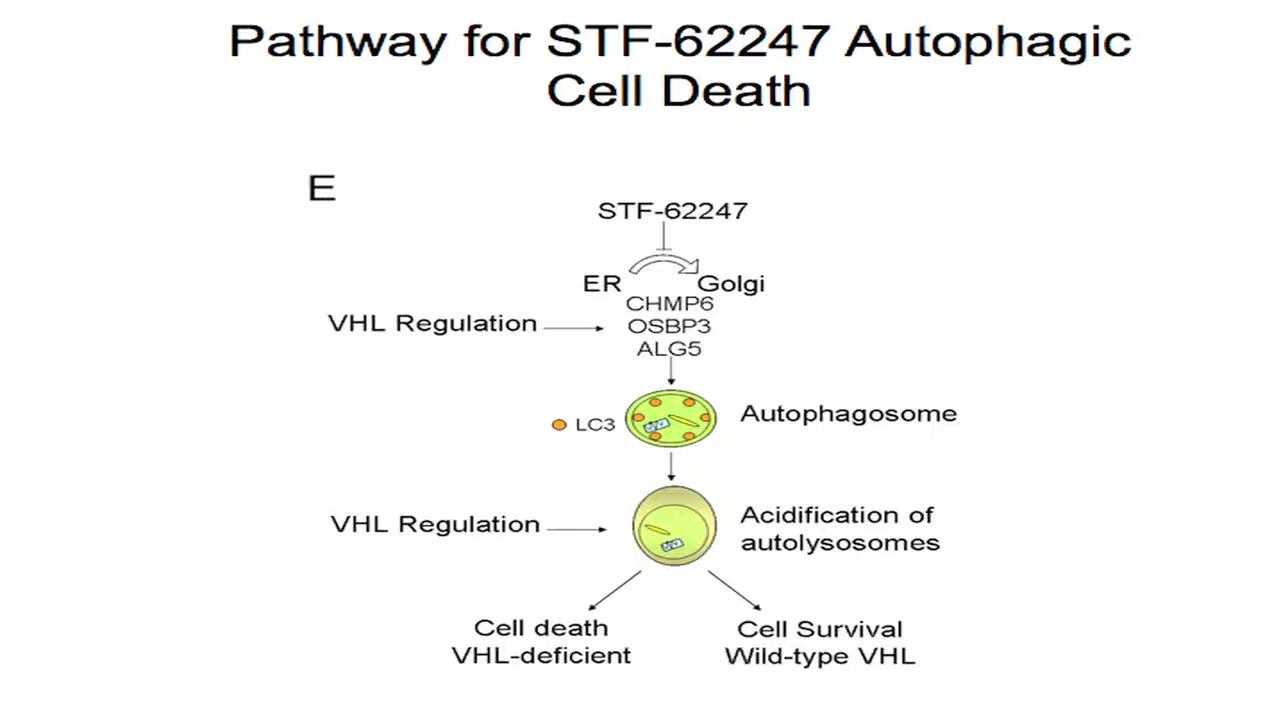 Pathway for STF-62247 Autophagic
Cell Death
E
STF-62247
ER Golgi
CHMP6
VHL Regulation OSBP3
ALG5
LC3 Autophagosome
VHL Regulation
Acidification of
autolysosomes
Cell death
VHL-deficient
Cell Survival
Wild-type VHL